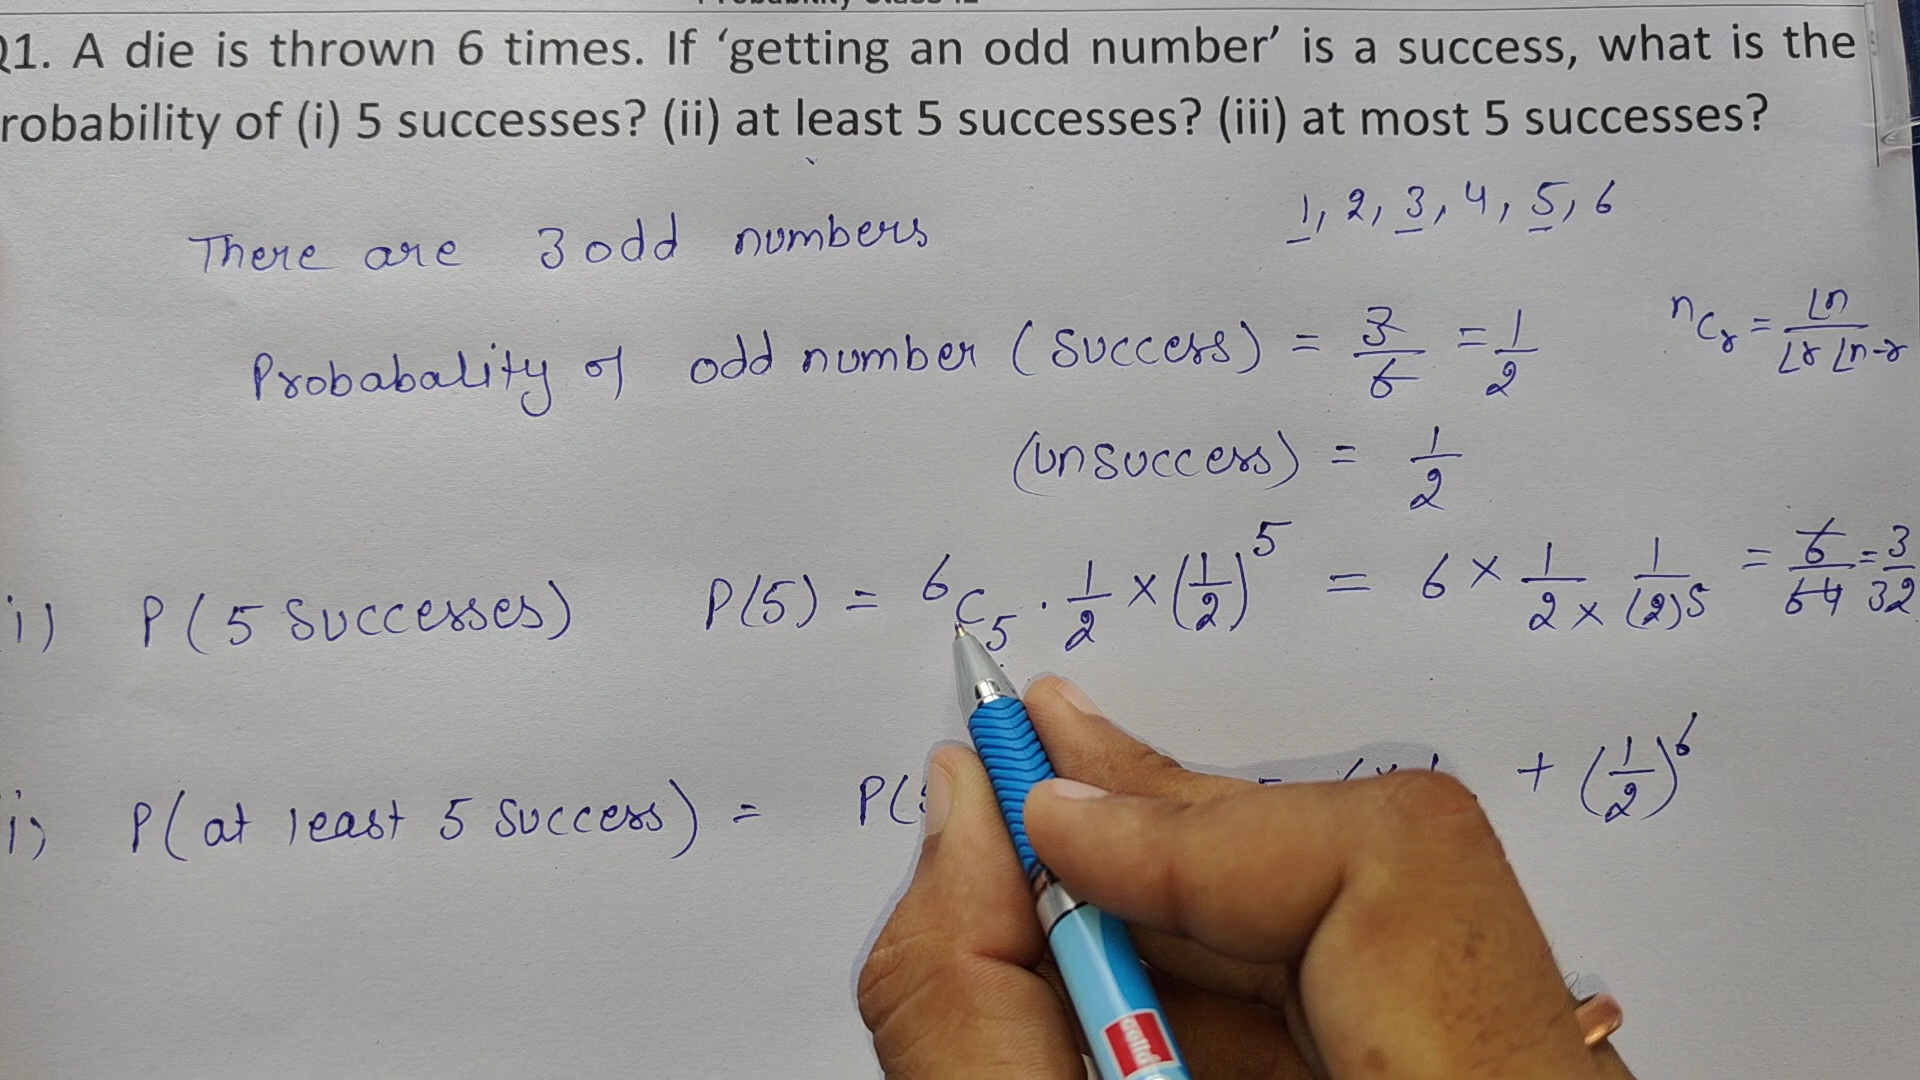 Q1. A die is thrown 6 times. If ‘getting an odd number’ is a success, what is the
robability of (i) 5 successes? (ii) at least 5 successes? (iii) at most 5 successes?
1, 2, 3, 4, 5, 6
There are 3 odd numbers
Probabality of odd number (success) = 3/6 = 1/2
nCr = ⌊n / ⌊r ⌊n-r
(unsuccess) = 1/2
i) P(5 successes) P(5) = 6C5 . 1/2 × (1/2)^5 = 6 × 1/2 × 1/(2)5 = 6/64 = 3/32
i) P(at least 5 success) = P( + (1/2)^6
cello